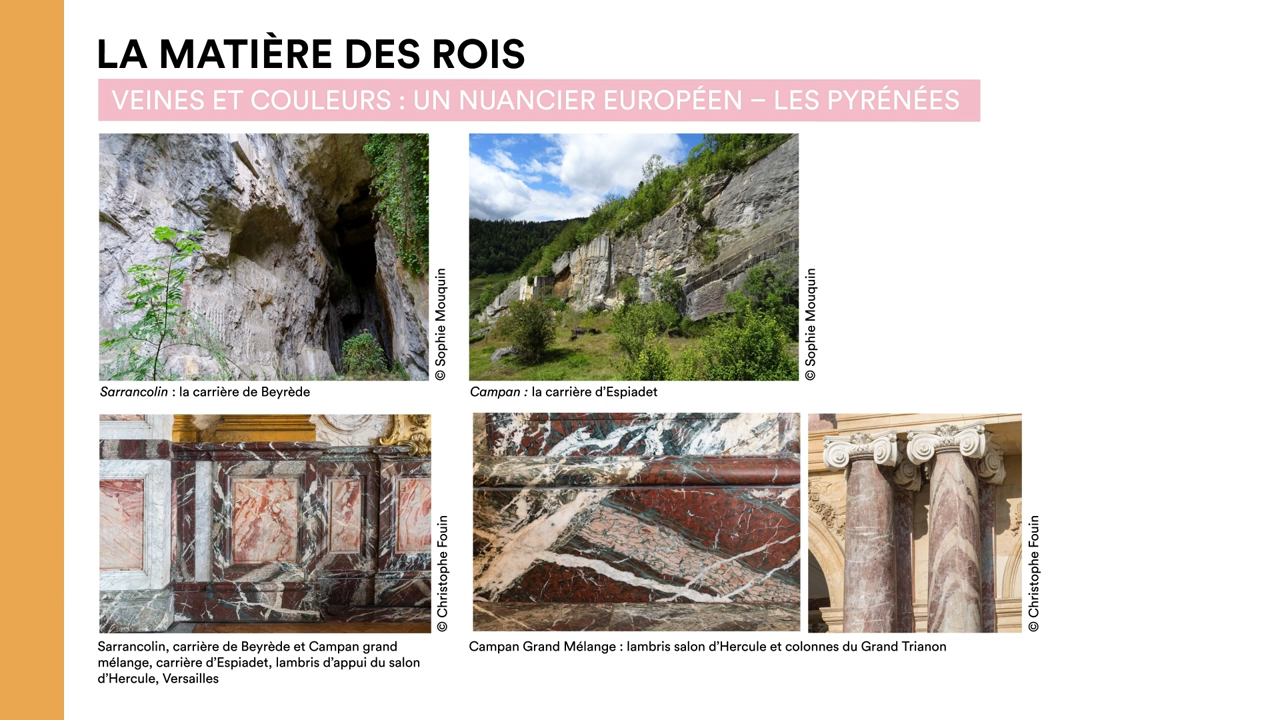 LA MATIÈRE DES ROIS
VEINES ET COULEURS : UN NUANCIER EUROPÉEN – LES PYRÉNÉES
© Sophie Mouquin
© Sophie Mouquin
Sarrancolin : la carrière de Beyrède
Campan : la carrière d’Espiadet
© Christophe Fouin
© Christophe Fouin
Sarrancolin, carrière de Beyrède et Campan grand
mélange, carrière d’Espiadet, lambris d’appui du salon
d’Hercule, Versailles
Campan Grand Mélange : lambris salon d’Hercule et colonnes du Grand Trianon